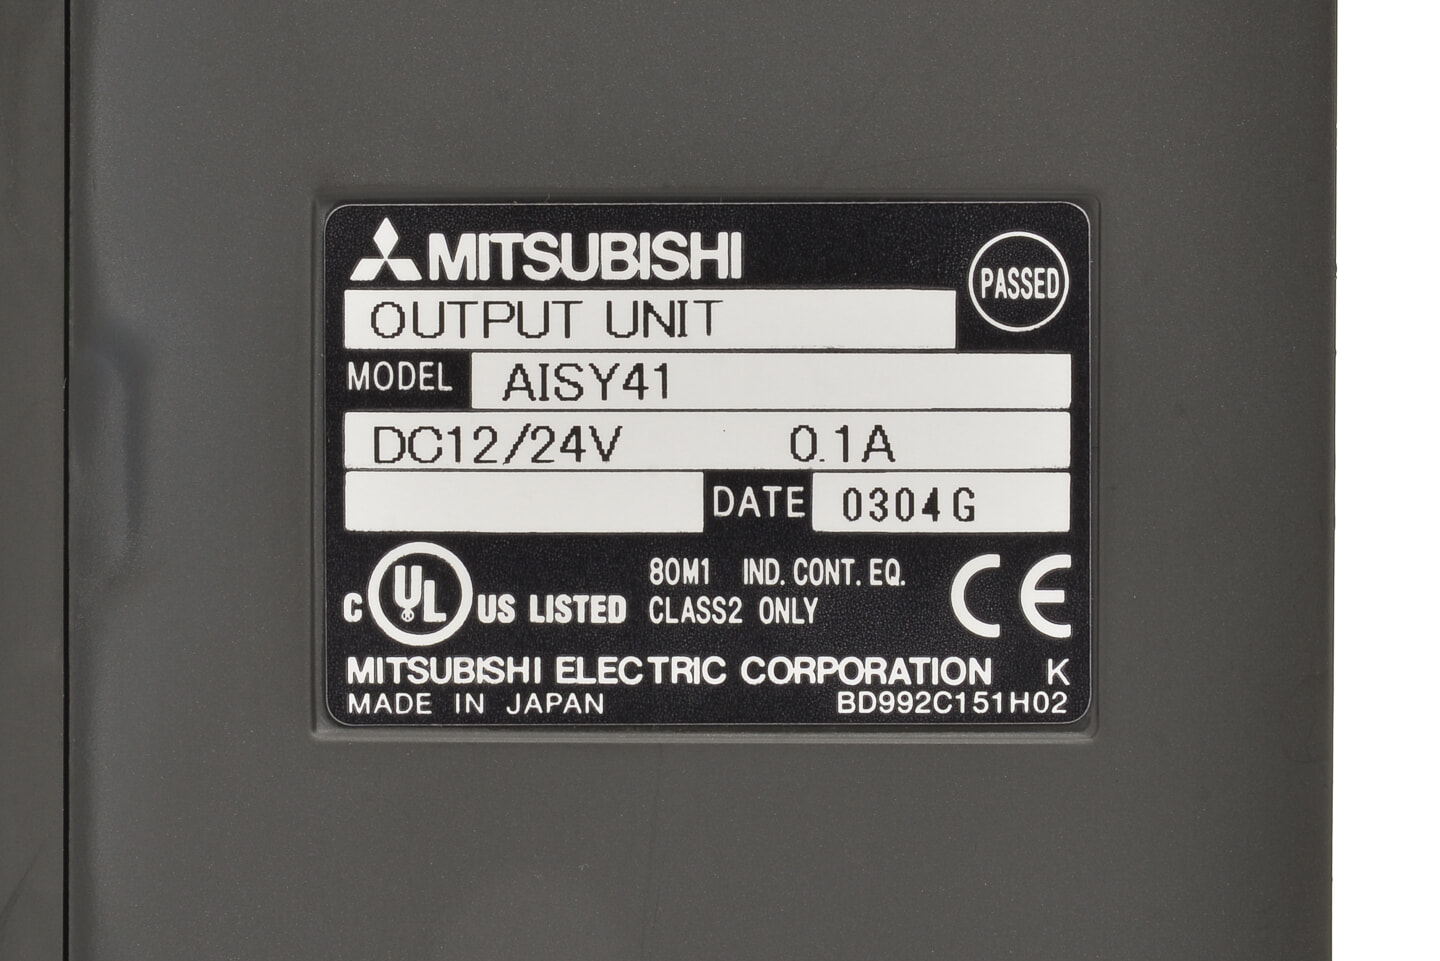 MITSUBISHI
PASSED
OUTPUT UNIT
MODEL AISY41
DC12/24V 0.1A
DATE 0304G
C UL US LISTED
80M1 IND. CONT. EQ.
CLASS2 ONLY
CE
MITSUBISHI ELECTRIC CORPORATION K
MADE IN JAPAN BD992C151H02